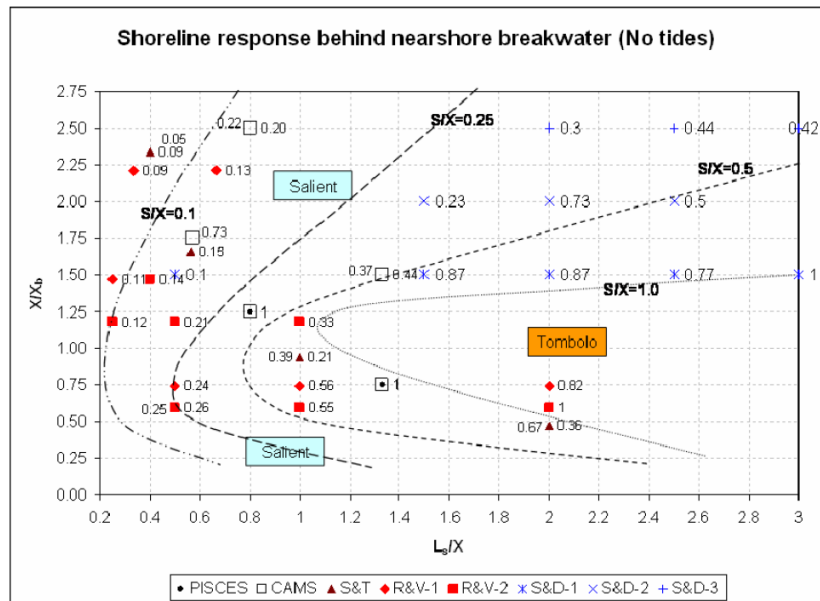 Shoreline response behind nearshore breakwater (No tides)
2.75
2.50
2.25
2.00
1.75
1.50
1.25
1.00
0.75
0.50
0.25
0.00
X/Xb
0.22 0.20
S/X=0.25
0.3 0.44 0.42
0.05
0.09
0.09 0.13
Salient
S/X=0.5
0.23 0.73 0.5
S/X=0.1
0.73
0.15
0.11 0.14 0.1 0.37 0.44 0.87 0.87 0.77 1
S/X=1.0
0.12 0.21 1 0.33
Tombolo
0.39 0.21
0.24 0.56 1 0.82
0.25 0.26 0.55 1
0.67 0.36
Salient
0.2 0.4 0.6 0.8 1 1.2 1.4 1.6 1.8 2 2.2 2.4 2.6 2.8 3
Ls/X
PISCES CAMS S&T R&V-1 R&V-2 S&D-1 S&D-2 S&D-3